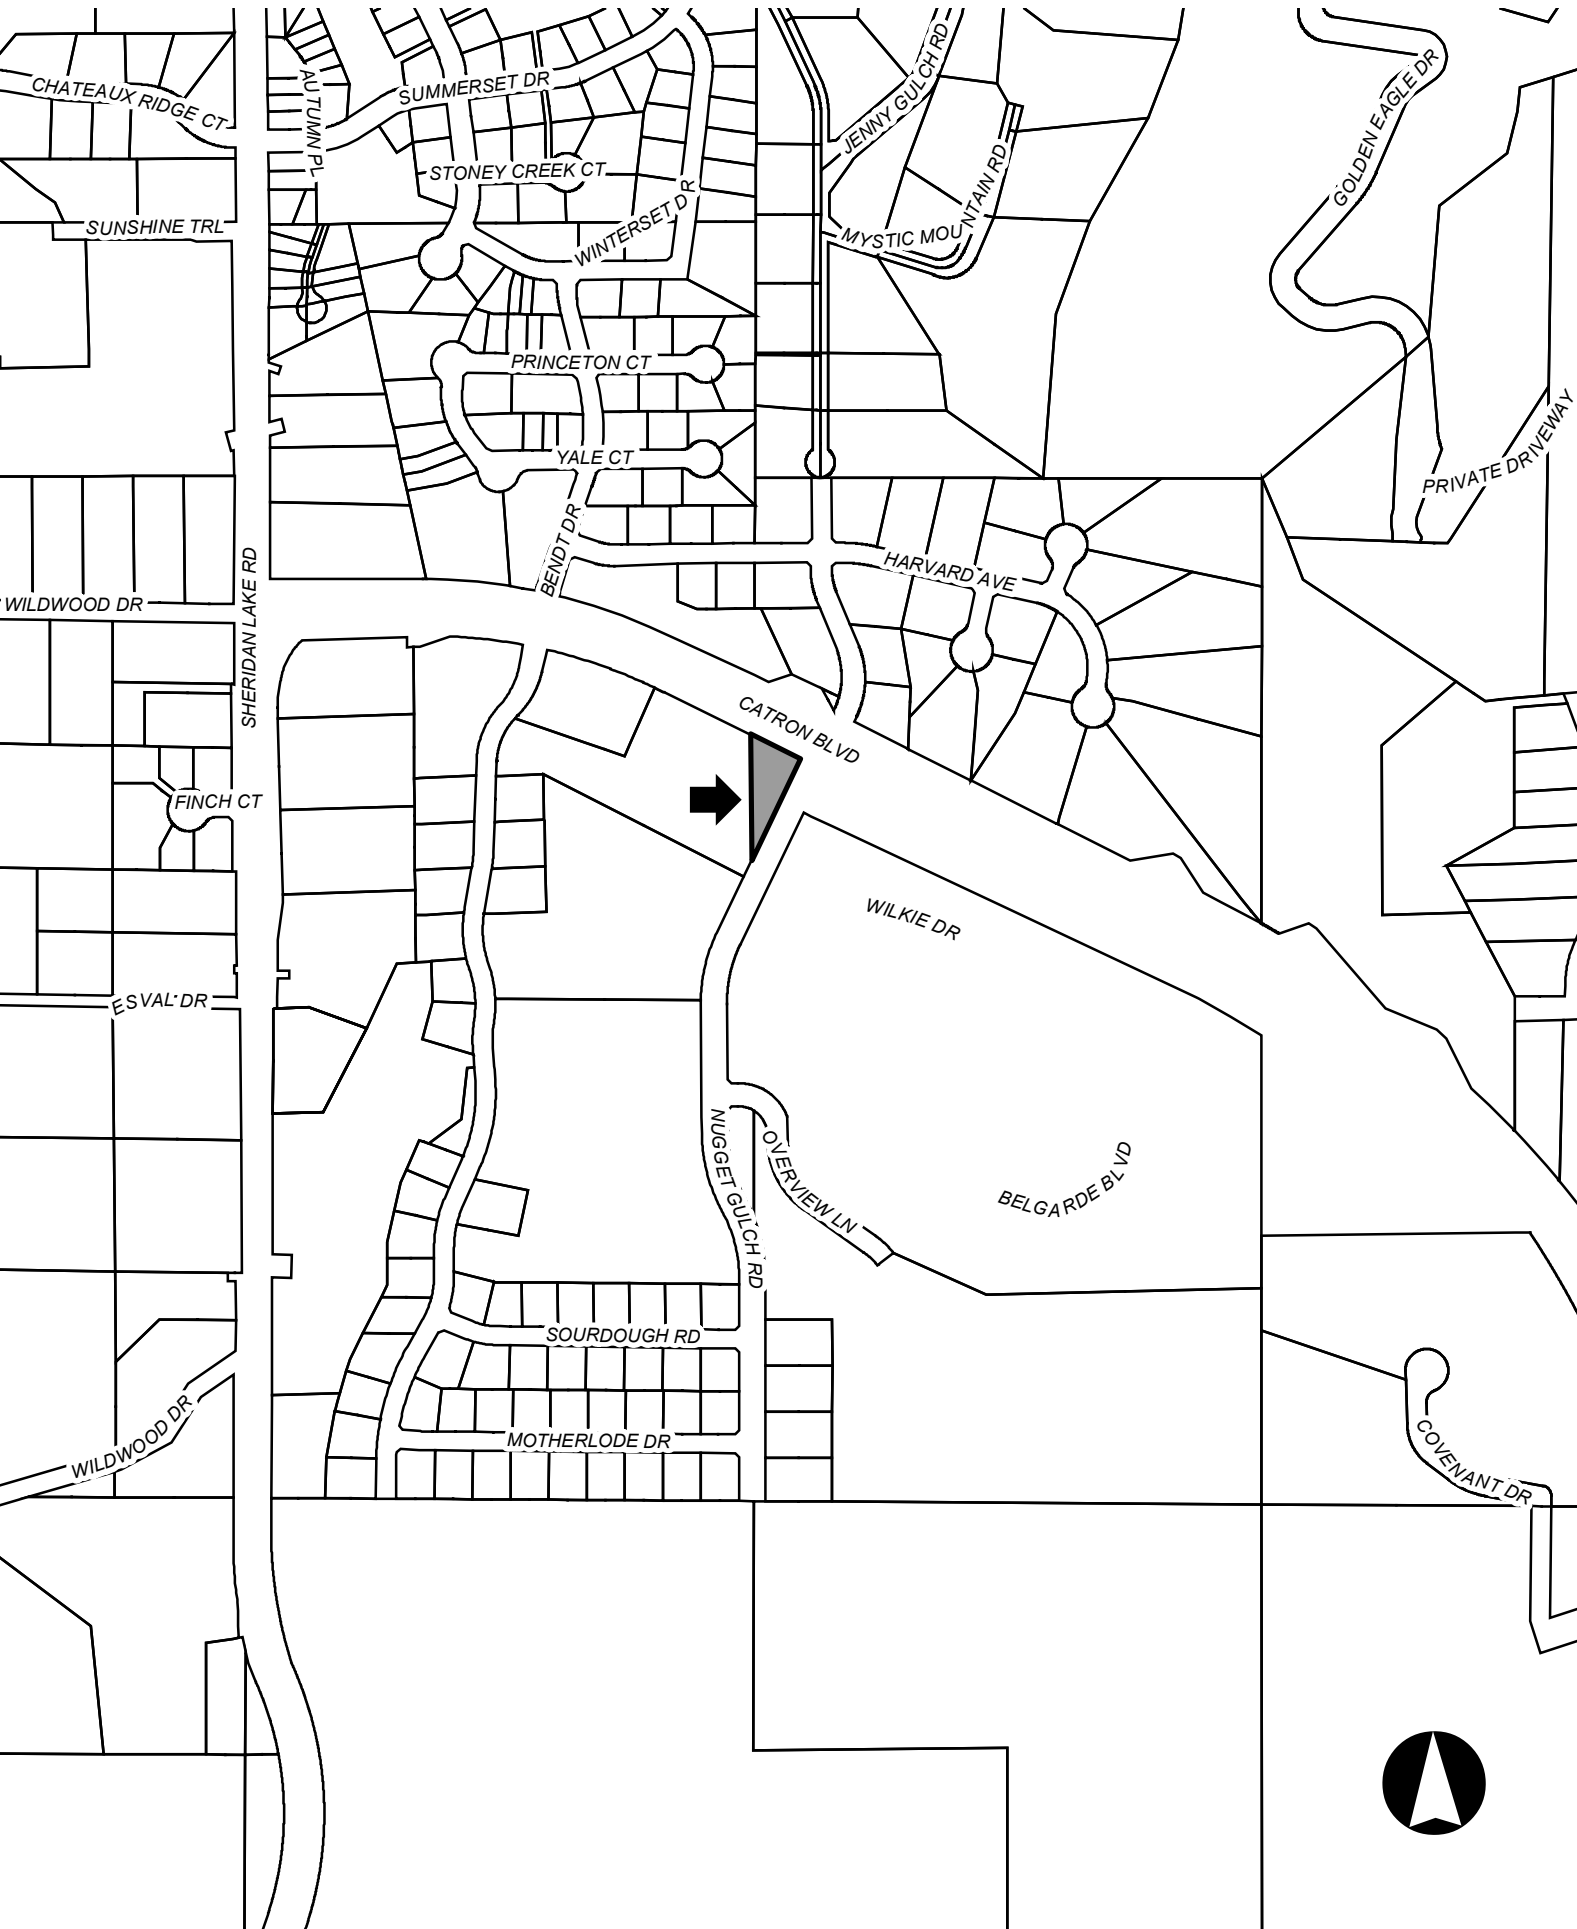 JENNY GULCH RD
GOLDEN EAGLE DR
CHATEAUX RIDGE CT
AUTUMN PL
SUMMERSET DR
STONEY CREEK CT
MYSTIC MOUNTAIN RD
SUNSHINE TRL
WINTERSET DR
PRINCETON CT
PRIVATE DRIVEWAY
YALE CT
BENDT DR
HARVARD AVE
WILDWOOD DR
SHERIDAN LAKE RD
CATRON BLVD
FINCH CT
WILKIE DR
ESVAL DR
NUGGET GULCH RD
OVERVIEW LN
BELGARDE BLVD
SOURDOUGH RD
WILDWOOD DR
MOTHERLODE DR
COVENANT DR